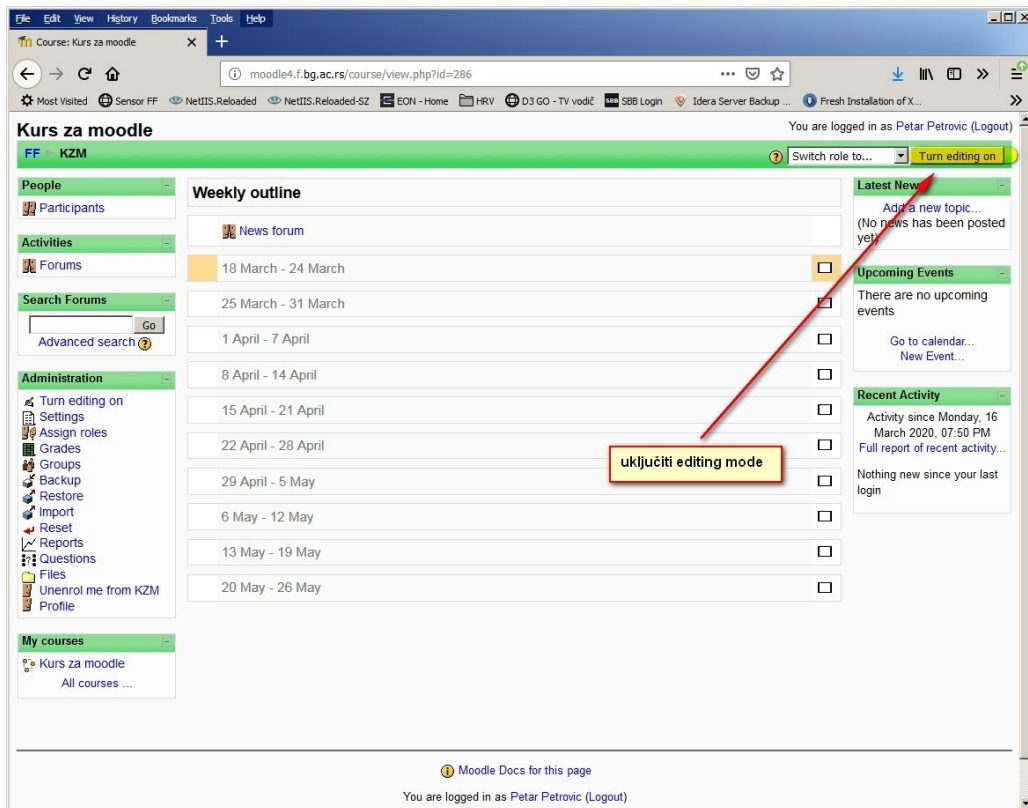 File Edit View History Bookmarks Tools Help
Course: Kurs za moodle
moodle4.f.bg.ac.rs/course/view.php?id=286
Most Visited Sensor FF NetIIS.Reloaded NetIIS.Reloaded-SZ EON - Home HRV D3 GO - TV vodič SBB Login Idera Server Backup ... Fresh Installation of X...
Kurs za moodle
You are logged in as Petar Petrovic (Logout)
FF KZM
Switch role to... Turn editing on
People
Participants
Activities
Forums
Search Forums
Go
Advanced search
Administration
Turn editing on
Settings
Assign roles
Grades
Groups
Backup
Restore
Import
Reset
Reports
Questions
Files
Unenrol me from KZM
Profile
My courses
Kurs za moodle
All courses ...
Weekly outline
News forum
18 March - 24 March
25 March - 31 March
1 April - 7 April
8 April - 14 April
15 April - 21 April
22 April - 28 April
29 April - 5 May
6 May - 12 May
13 May - 19 May
20 May - 26 May
uključiti editing mode
Latest News
Add a new topic...
(No news has been posted
yet)
Upcoming Events
There are no upcoming
events
Go to calendar...
New Event...
Recent Activity
Activity since Monday, 16
March 2020, 07:50 PM
Full report of recent activity...
Nothing new since your last
login
Moodle Docs for this page
You are logged in as Petar Petrovic (Logout)